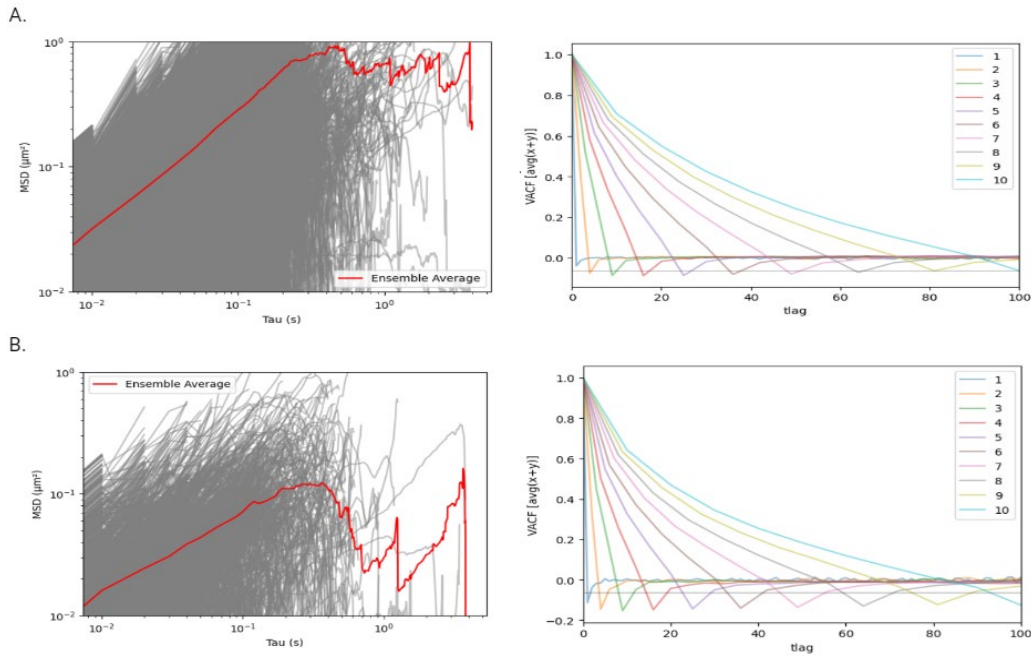 A.
MSD (μm²)
10⁰
10⁻¹
10⁻²
10⁻² 10⁻¹ 10⁰
Tau (s)
Ensemble Average
VACF [avg(x+y)]
1.0
0.8
0.6
0.4
0.2
0.0
0 20 40 60 80 100
tlag
1
2
3
4
5
6
7
8
9
10
B.
MSD (μm²)
10⁰
10⁻¹
10⁻²
10⁻² 10⁻¹ 10⁰
Tau (s)
Ensemble Average
VACF [avg(x+y)]
1.0
0.8
0.6
0.4
0.2
0.0
−0.2
0 20 40 60 80 100
tlag
1
2
3
4
5
6
7
8
9
10